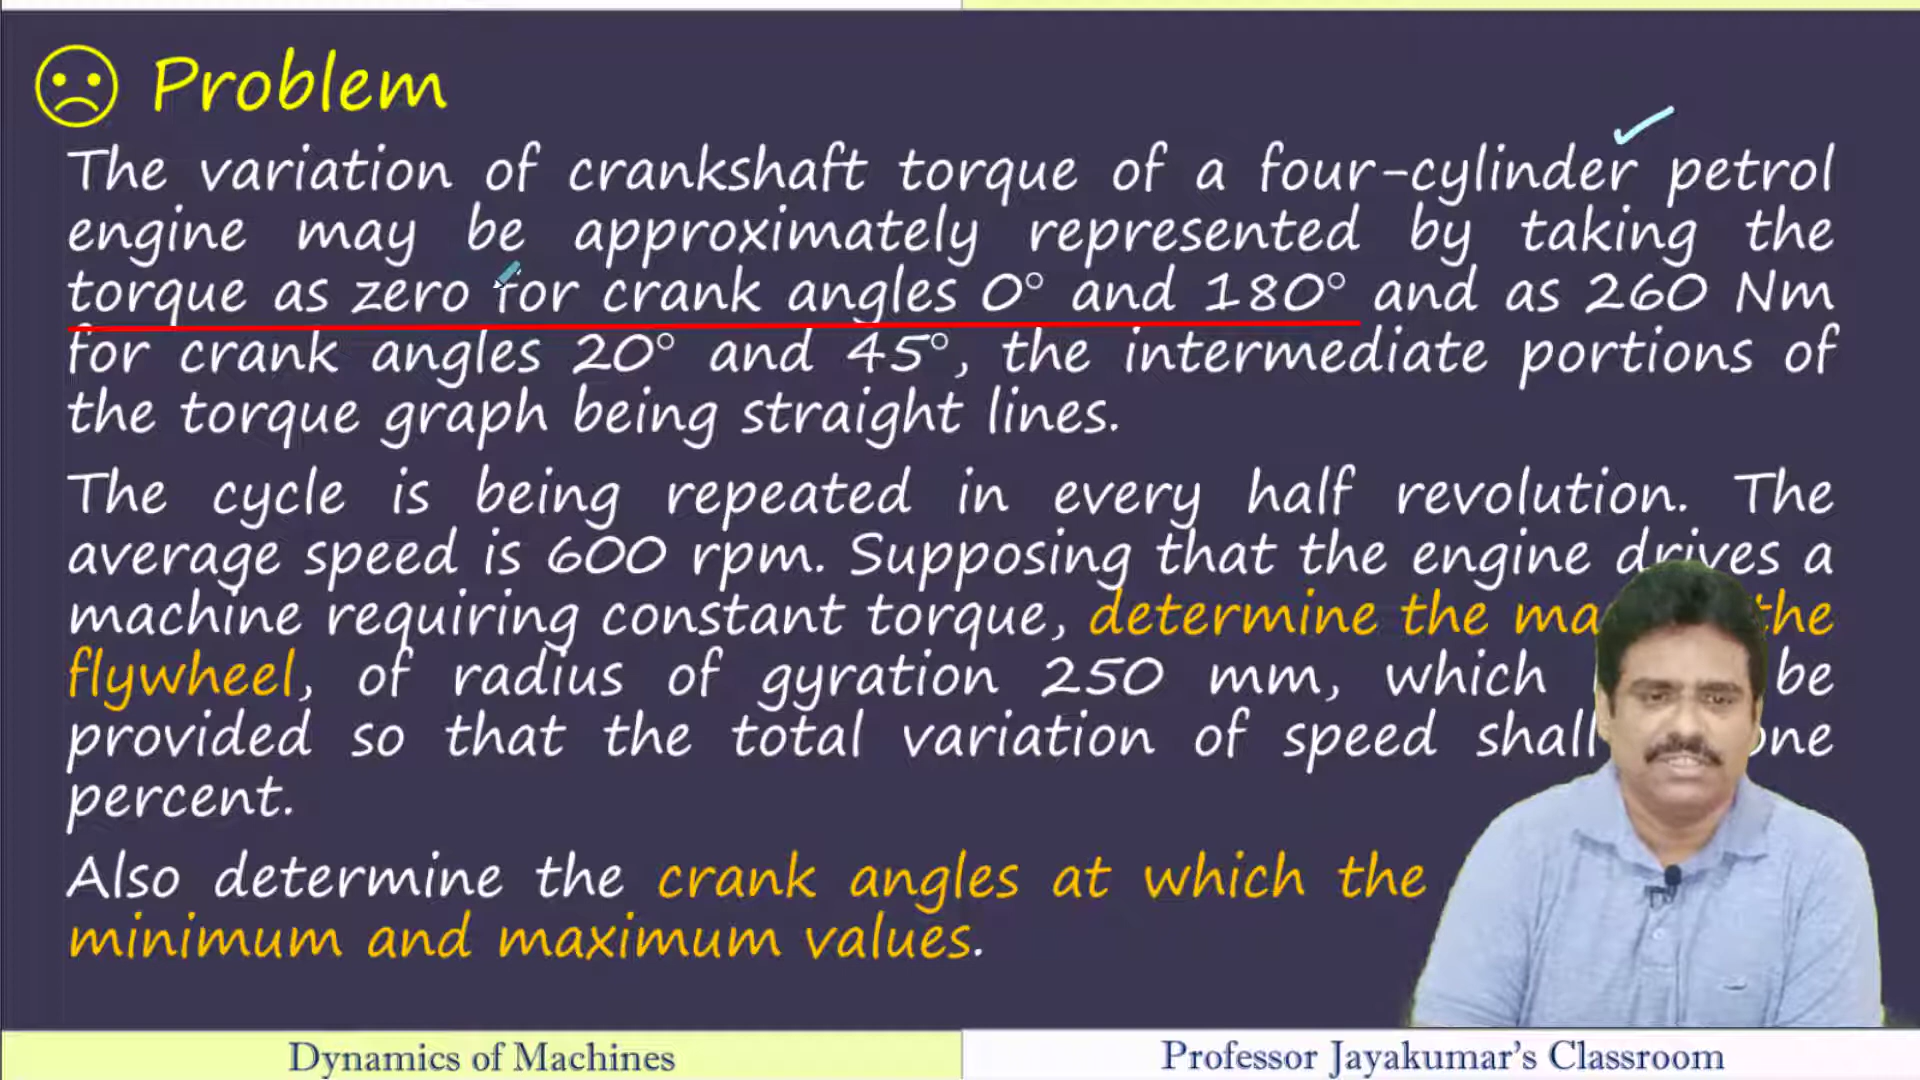 Problem
The variation of crankshaft torque of a four-cylinder petrol
engine may be approximately represented by taking the
torque as zero for crank angles 0° and 180° and as 260 Nm
for crank angles 20° and 45°, the intermediate portions of
the torque graph being straight lines.
The cycle is being repeated in every half revolution. The
average speed is 600 rpm. Supposing that the engine drives a
machine requiring constant torque, determine the the
flywheel, of radius of gyration 250 mm, which be
provided so that the total variation of speed shall one
percent.
Also determine the crank angles at which the
minimum and maximum values.
Dynamics of Machines
Professor Jayakumar's Classroom